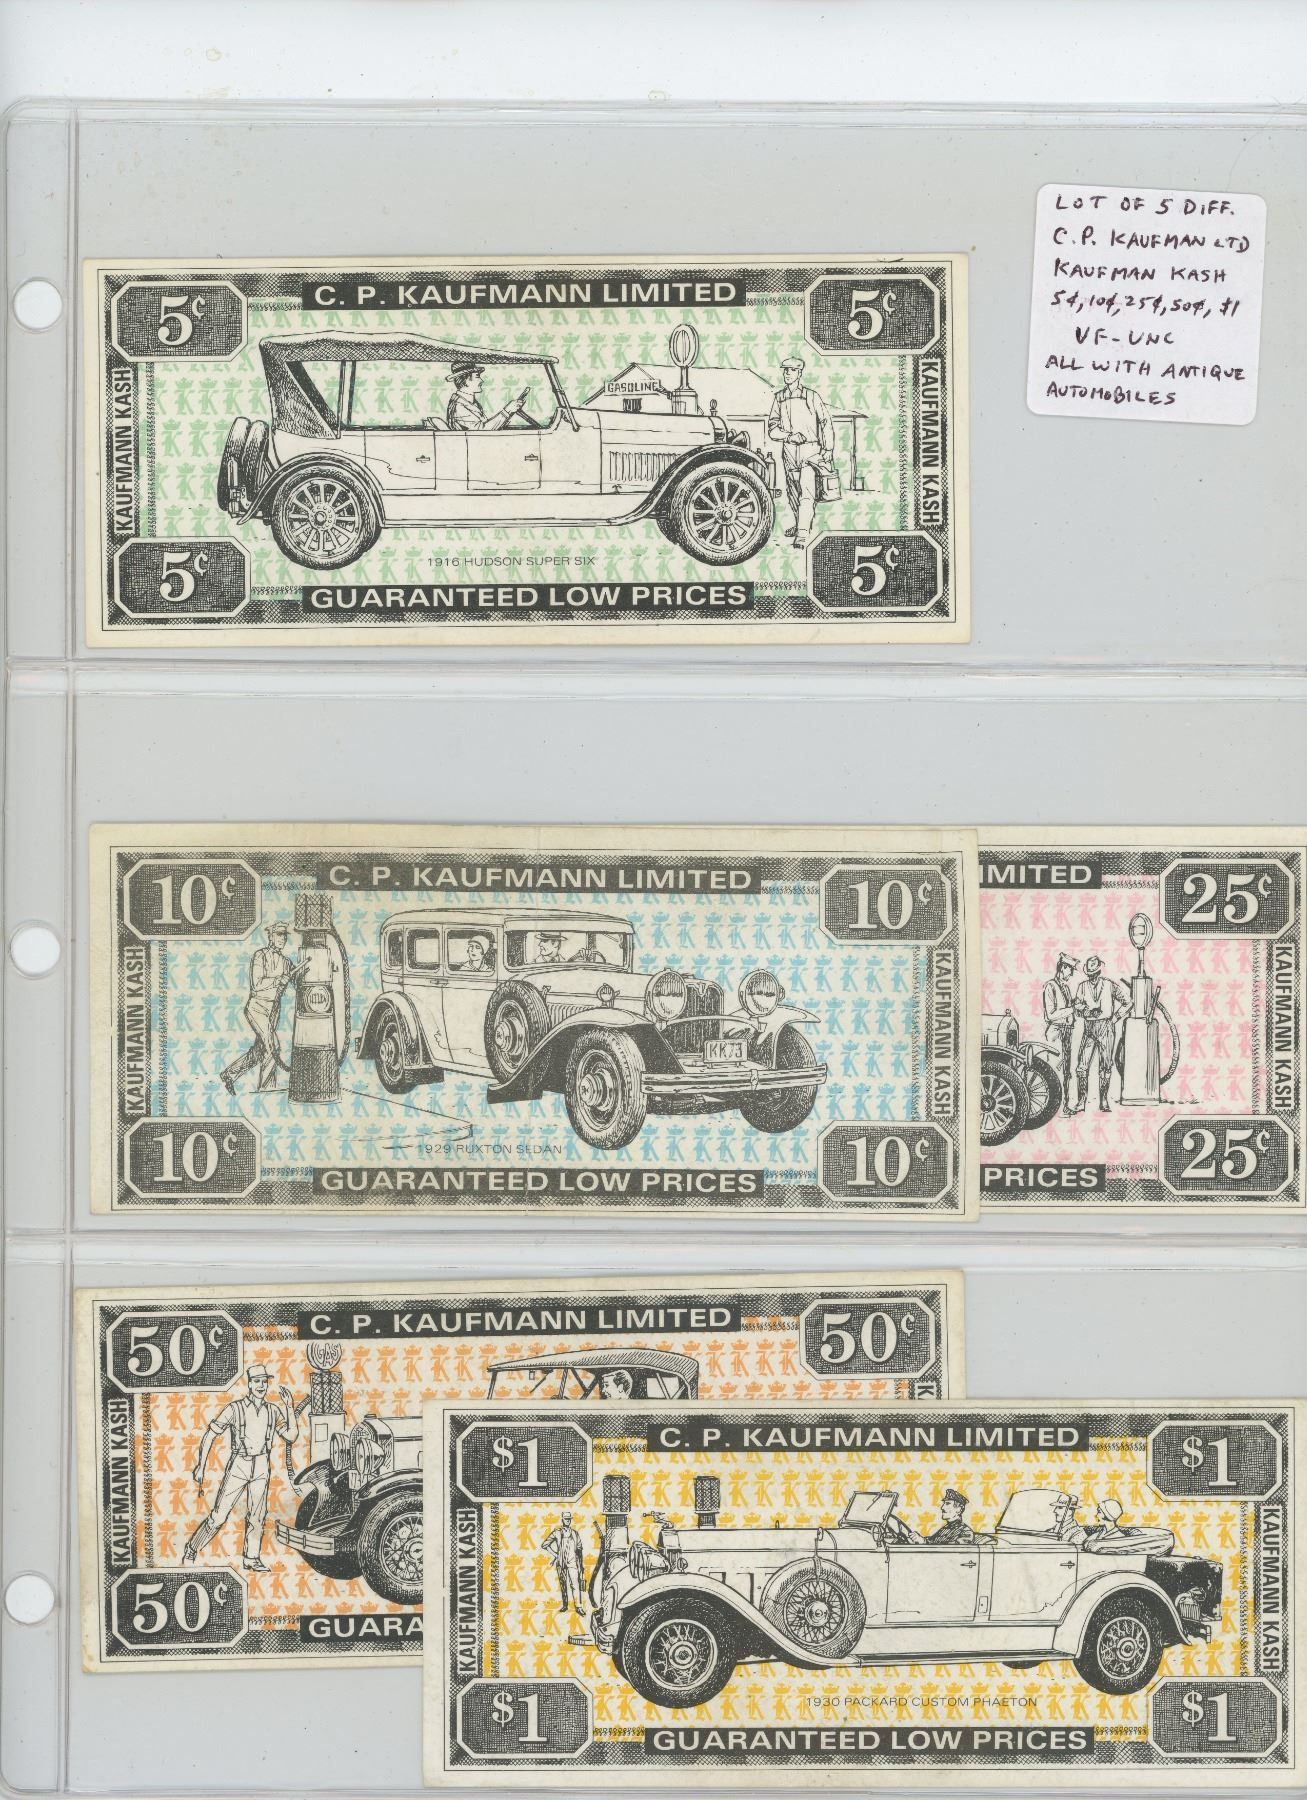 LOT OF 5 DIFF.
C.P. KAUFMAN LTD
KAUFMAN KASH
5¢, 10¢, 25¢, 50¢, $1
VF-UNC
ALL WITH ANTIQUE
AUTOMOBILES
5¢
C. P. KAUFMANN LIMITED
5¢
KAUFMANN KASH
GASOLINE
KAUFMANN KASH
1916 HUDSON SUPER SIX
5¢
GUARANTEED LOW PRICES
5¢
10¢
C. P. KAUFMANN LIMITED
10¢
KAUFMANN KASH
KK73
KAUFMANN KASH
1929 RUXTON SEDAN
10¢
GUARANTEED LOW PRICES
10¢
IMITED
25¢
KAUFMANN KASH
PRICES
25¢
50¢
C. P. KAUFMANN LIMITED
50¢
GAS
KAUFMANN KASH
K
50¢
GUARA
$1
C. P. KAUFMANN LIMITED
$1
KAUFMANN KASH
KAUFMANN KASH
1930 PACKARD CUSTOM PHAETON
$1
GUARANTEED LOW PRICES
$1